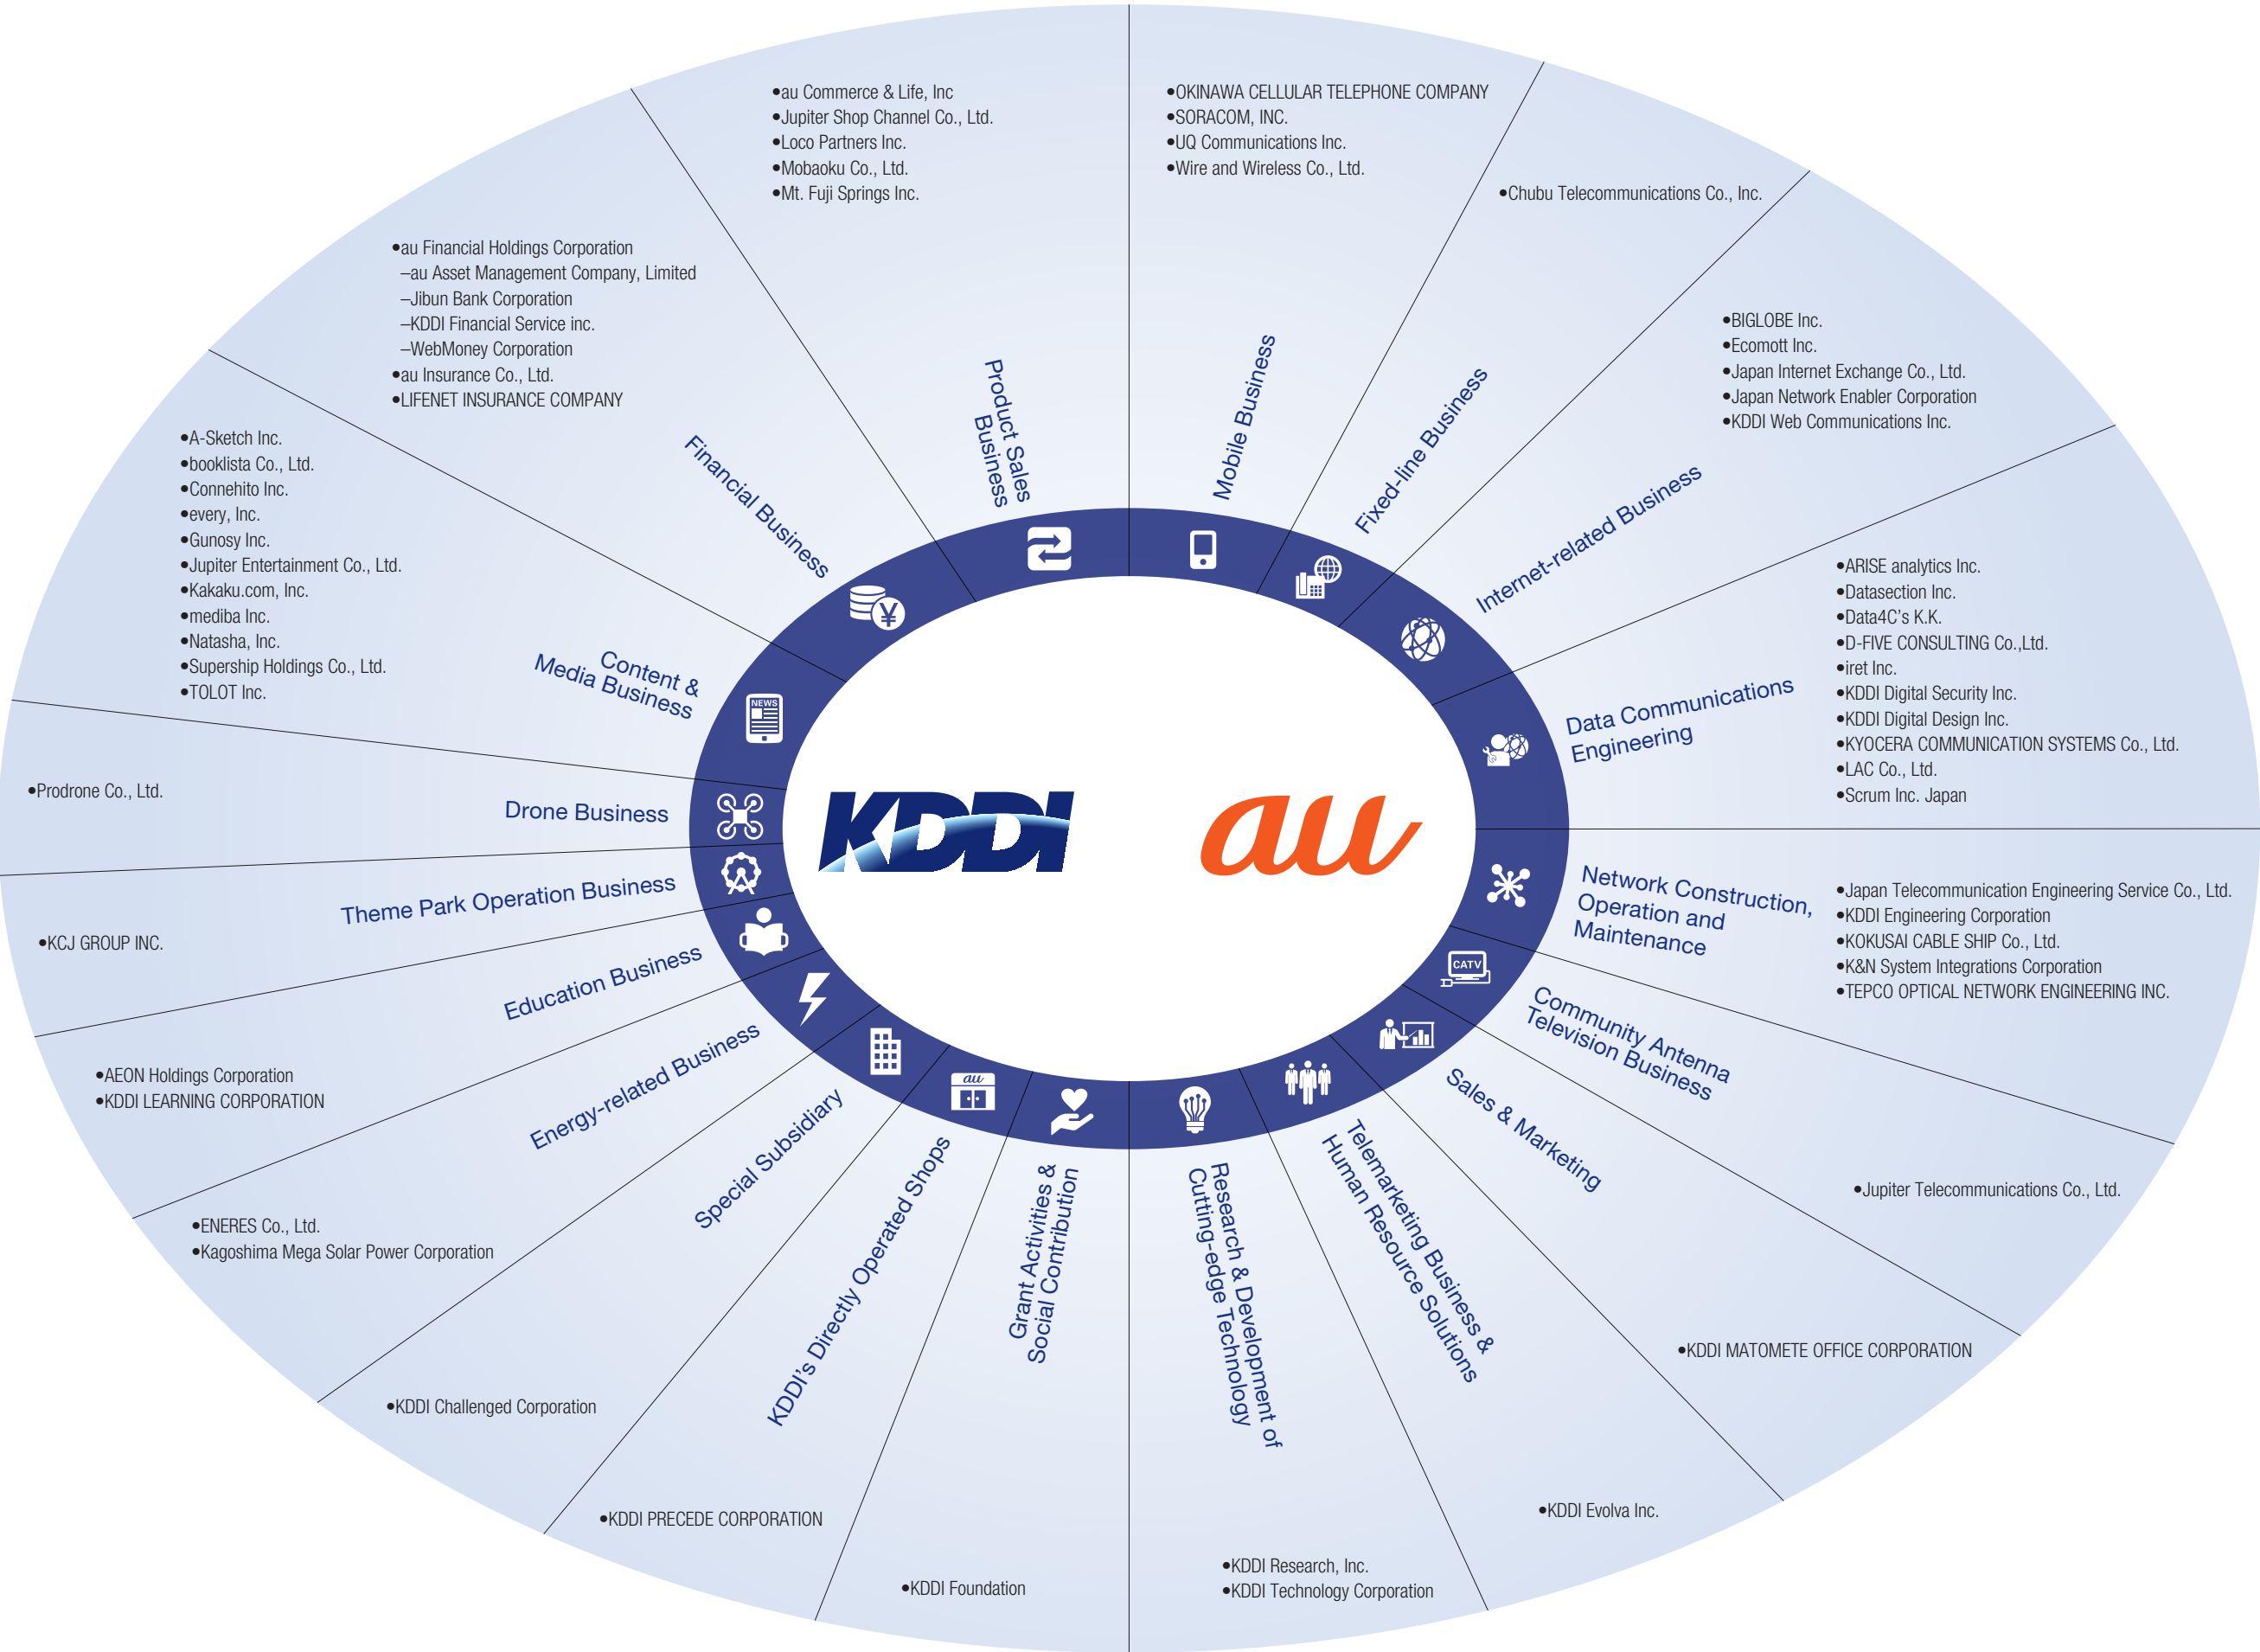 Mobile Business
•OKINAWA CELLULAR TELEPHONE COMPANY
•SORACOM, INC.
•UQ Communications Inc.
•Wire and Wireless Co., Ltd.
Fixed-line Business
•Chubu Telecommunications Co., Inc.
Internet-related Business
•BIGLOBE Inc.
•Ecomott Inc.
•Japan Internet Exchange Co., Ltd.
•Japan Network Enabler Corporation
•KDDI Web Communications Inc.
Data Communications
Engineering
•ARISE analytics Inc.
•Datasection Inc.
•Data4C's K.K.
•D-FIVE CONSULTING Co.,Ltd.
•iret Inc.
•KDDI Digital Security Inc.
•KDDI Digital Design Inc.
•KYOCERA COMMUNICATION SYSTEMS Co., Ltd.
•LAC Co., Ltd.
•Scrum Inc. Japan
Network Construction,
Operation and
Maintenance
•Japan Telecommunication Engineering Service Co., Ltd.
•KDDI Engineering Corporation
•KOKUSAI CABLE SHIP Co., Ltd.
•K&N System Integrations Corporation
•TEPCO OPTICAL NETWORK ENGINEERING INC.
CATV
Community Antenna
Television Business
•Jupiter Telecommunications Co., Ltd.
Sales & Marketing
•KDDI MATOMETE OFFICE CORPORATION
Telemarketing Business &
Human Resource Solutions
•KDDI Evolva Inc.
Research & Development of
Cutting-edge Technology
•KDDI Research, Inc.
•KDDI Technology Corporation
Grant Activities &
Social Contribution
•KDDI Foundation
au
KDDI's Directly Operated Shops
•KDDI PRECEDE CORPORATION
Special Subsidiary
•KDDI Challenged Corporation
Energy-related Business
•ENERES Co., Ltd.
•Kagoshima Mega Solar Power Corporation
Education Business
•AEON Holdings Corporation
•KDDI LEARNING CORPORATION
Theme Park Operation Business
•KCJ GROUP INC.
Drone Business
•Prodrone Co., Ltd.
NEWS
Content &
Media Business
•A-Sketch Inc.
•booklista Co., Ltd.
•Connehito Inc.
•every, Inc.
•Gunosy Inc.
•Jupiter Entertainment Co., Ltd.
•Kakaku.com, Inc.
•mediba Inc.
•Natasha, Inc.
•Supership Holdings Co., Ltd.
•TOLOT Inc.
¥
Financial Business
•au Financial Holdings Corporation
–au Asset Management Company, Limited
–Jibun Bank Corporation
–KDDI Financial Service inc.
–WebMoney Corporation
•au Insurance Co., Ltd.
•LIFENET INSURANCE COMPANY
Product Sales
Business
•au Commerce & Life, Inc
•Jupiter Shop Channel Co., Ltd.
•Loco Partners Inc.
•Mobaoku Co., Ltd.
•Mt. Fuji Springs Inc.
KDDI au